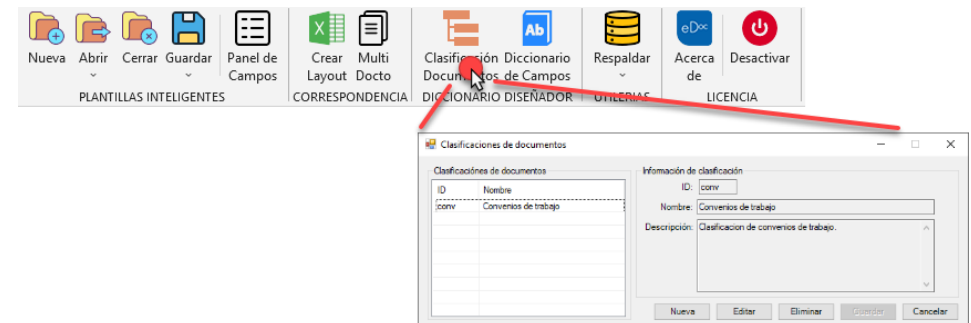 Nueva Abrir Cerrar Guardar Panel de Campos Crear Layout Multi Docto Clasificación Documentos Diccionario de Campos Respaldar Acerca de Desactivar
PLANTILLAS INTELIGENTES CORRESPONDENCIA DICCIONARIO DISEÑADOR UTILERIAS LICENCIA
eDoc
Ab
X
Clasificaciones de documentos
Clasificaciónes de documentos
ID Nombre
conv Convenios de trabajo
Información de clasificación
ID: conv
Nombre: Convenios de trabajo
Descripción: Clasificacion de convenios de trabajo.
Nueva Editar Eliminar Guardar Cancelar